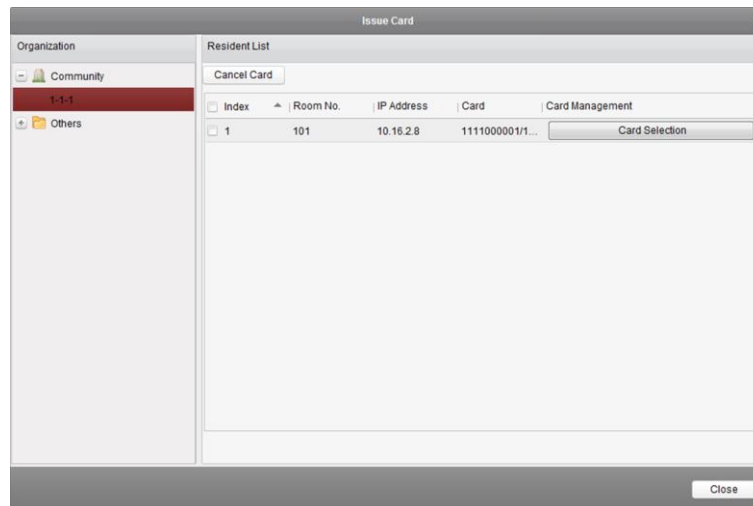 Issue Card
Organization
Resident List
Community
Cancel Card
1-1-1
Index Room No. IP Address Card Card Management
Others
1 101 10.16.2.8 1111000001/1... Card Selection
Close